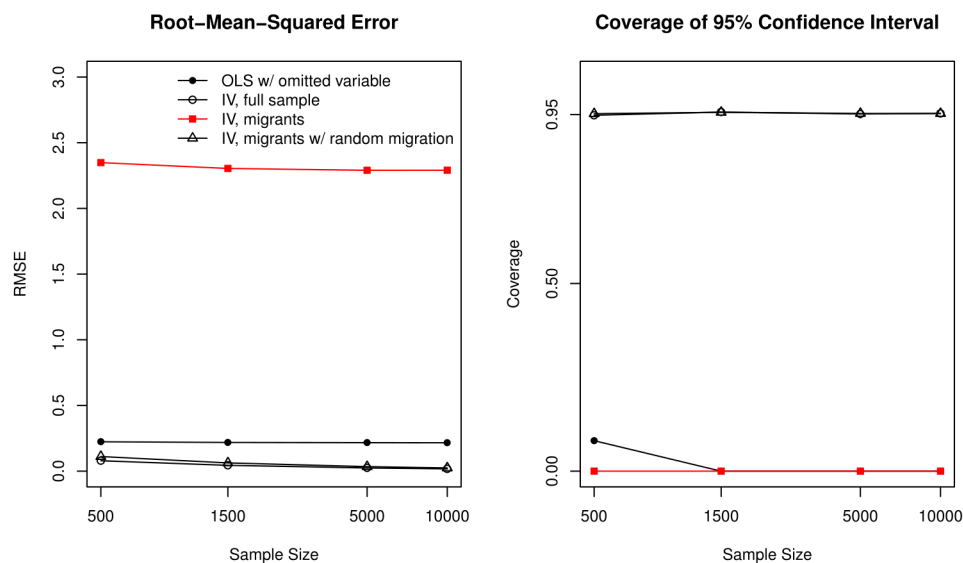 Root−Mean−Squared Error
OLS w/ omitted variable
IV, full sample
IV, migrants
IV, migrants w/ random migration
3.0
2.5
2.0
1.5
1.0
0.5
0.0
RMSE
500
1500
5000
10000
Sample Size
Coverage of 95% Confidence Interval
0.95
0.50
0.00
Coverage
500
1500
5000
10000
Sample Size